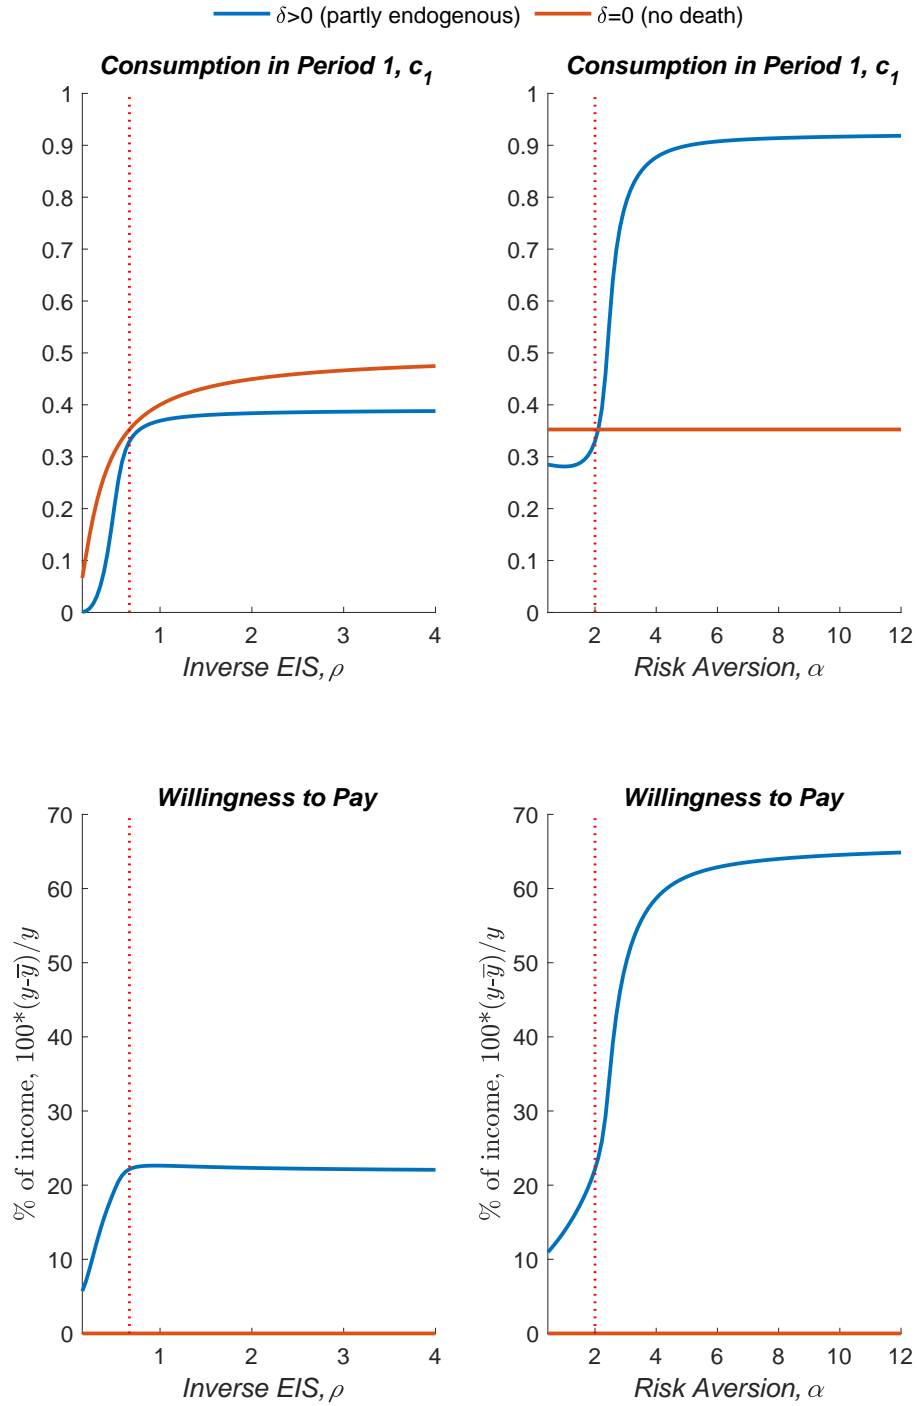 δ>0 (partly endogenous) δ=0 (no death)
Consumption in Period 1, c₁
1
0.9
0.8
0.7
0.6
0.5
0.4
0.3
0.2
0.1
0
1 2 3 4
Inverse EIS, ρ
Consumption in Period 1, c₁
1
0.9
0.8
0.7
0.6
0.5
0.4
0.3
0.2
0.1
0
2 4 6 8 10 12
Risk Aversion, α
Willingness to Pay
% of income, 100*(y-y̅)/y
70
60
50
40
30
20
10
0
1 2 3 4
Inverse EIS, ρ
Willingness to Pay
% of income, 100*(y-y̅)/y
70
60
50
40
30
20
10
0
2 4 6 8 10 12
Risk Aversion, α